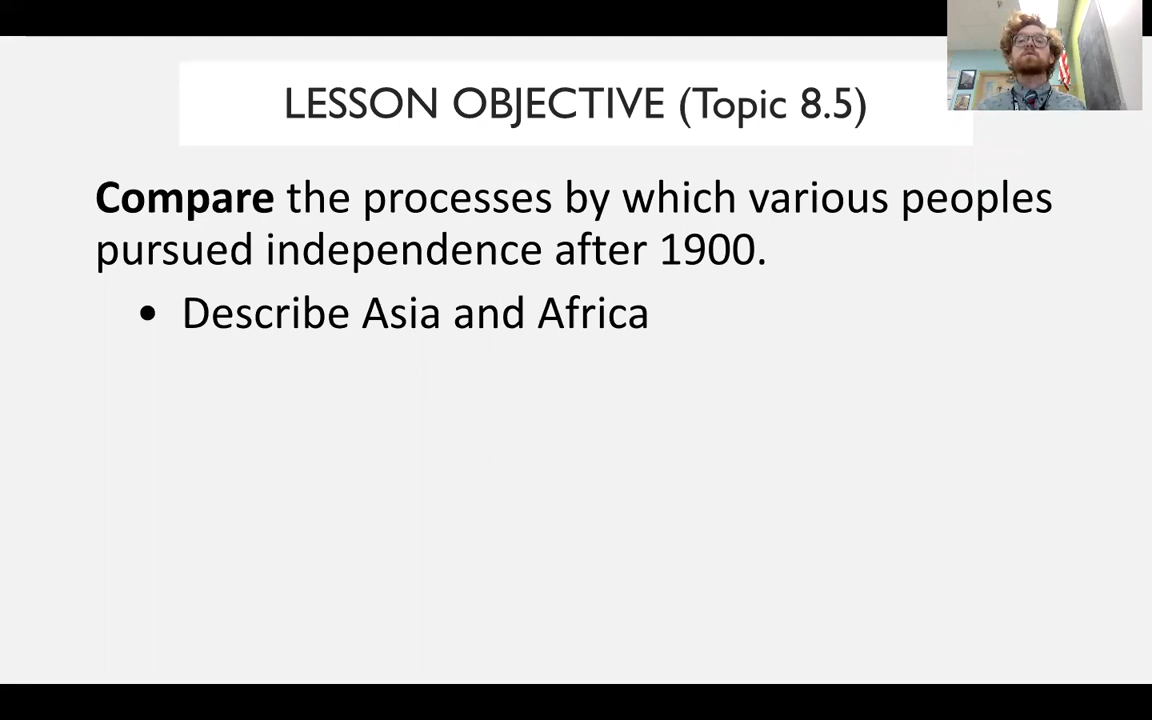 LESSON OBJECTIVE (Topic 8.5)
Compare the processes by which various peoples
pursued independence after 1900.
• Describe Asia and Africa